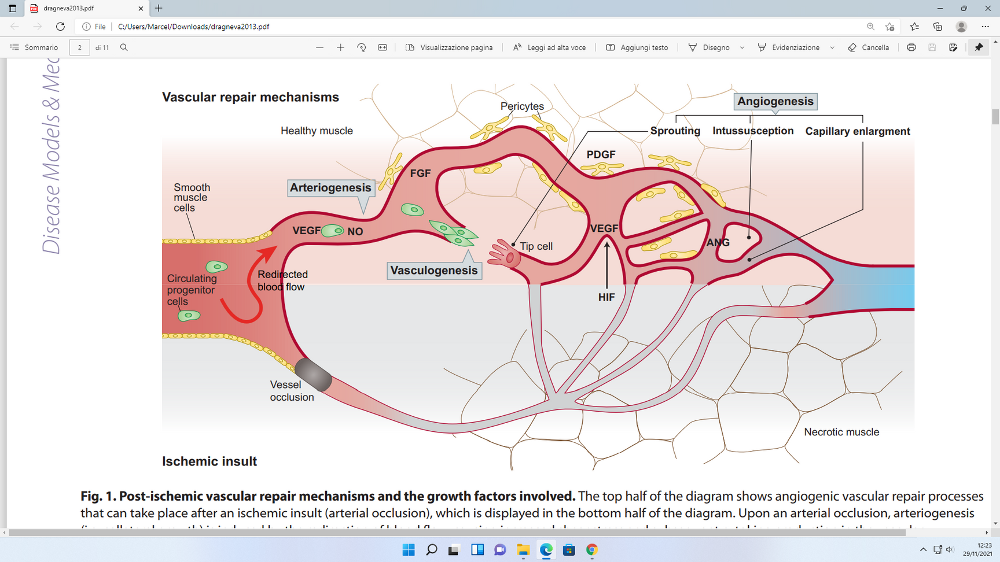 dragneva2013.pdf
File
C:/Users/Marcel/Downloads/dragneva2013.pdf
Sommario
2
di 11
Visualizzazione pagina
Leggi ad alta voce
Aggiungi testo
Disegno
Evidenziazione
Cancella
Disease Models & Mec
Vascular repair mechanisms
Healthy muscle
Pericytes
Angiogenesis
Sprouting
Intussusception
Capillary enlargment
PDGF
FGF
Arteriogenesis
Smooth
muscle
cells
VEGF
NO
VEGF
ANG
Tip cell
Vasculogenesis
Redirected
blood flow
Circulating
progenitor
cells
HIF
Vessel
occlusion
Necrotic muscle
Ischemic insult
Fig. 1. Post-ischemic vascular repair mechanisms and the growth factors involved. The top half of the diagram shows angiogenic vascular repair processes
that can take place after an ischemic insult (arterial occlusion), which is displayed in the bottom half of the diagram. Upon an arterial occlusion, arteriogenesis
12:23
29/11/2021